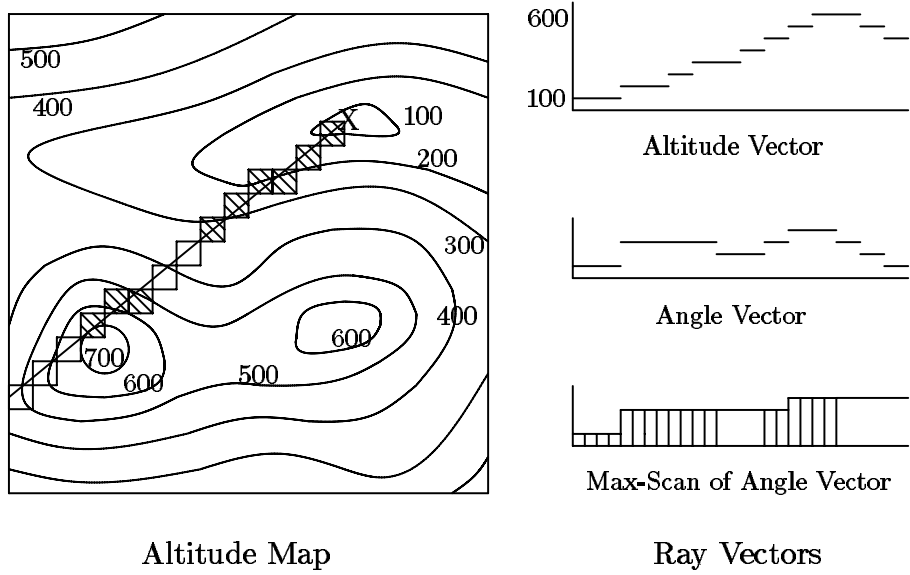 500
400
X
100
200
300
400
700
600
600
500
Altitude Map
600
100
Altitude Vector
Angle Vector
Max-Scan of Angle Vector
Ray Vectors